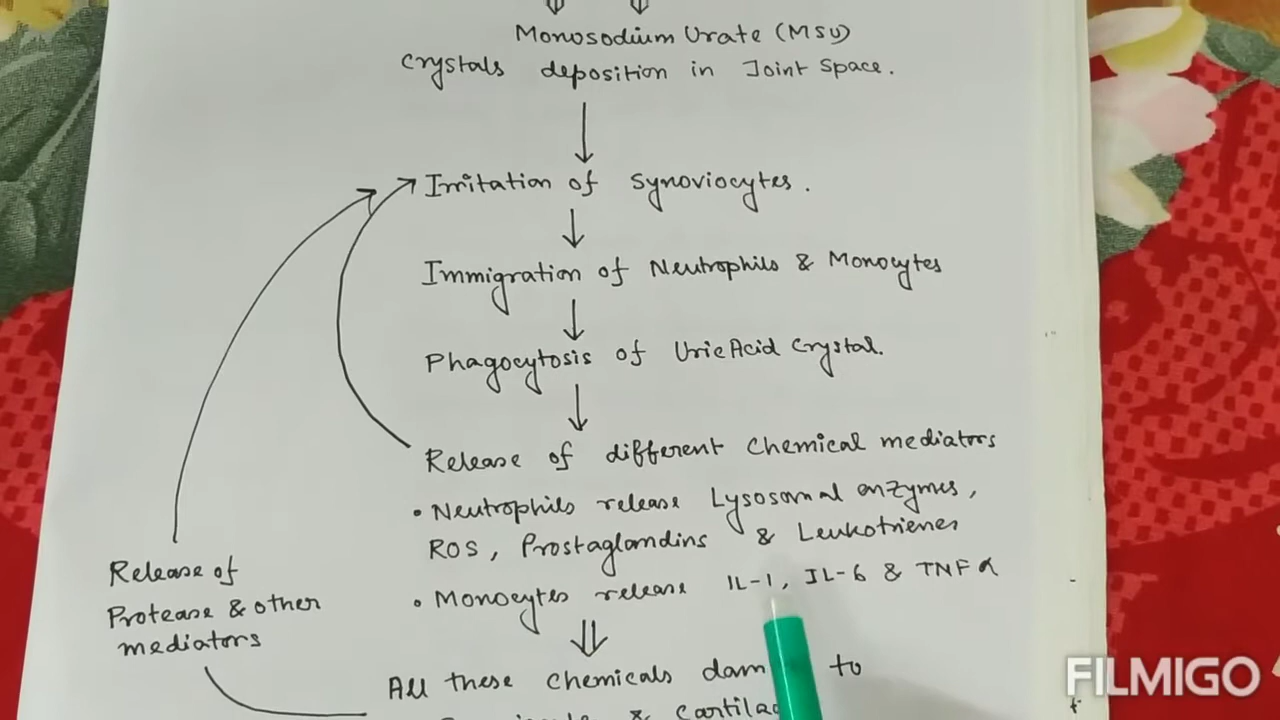 Monosodium Urate (MSU)
Crystals deposition in Joint Space.
Irritation of Synoviocytes.
Immigration of Neutrophils & Monocytes
Phagocytosis of Uric Acid Crystal.
Release of different Chemical mediators
• Neutrophils release Lysosomal enzymes,
ROS, Prostaglandins & Leukotrienes
• Monocytes release IL-1, IL-6 & TNF α
Release of
Protease & other
mediators
All these chemicals to
& cartilag
FILMIGO